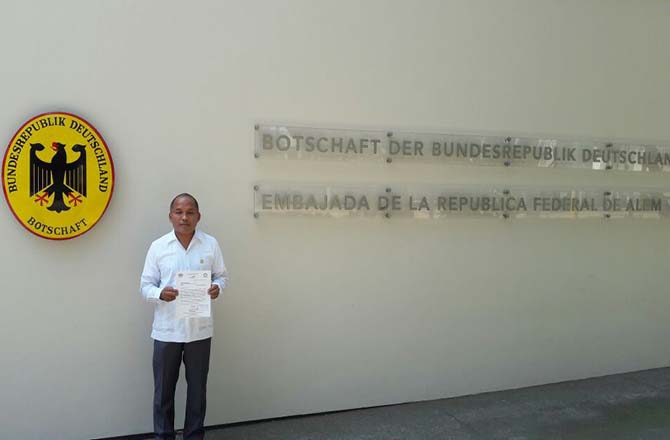 BUNDESREPUBLIK DEUTSCHLAND
BOTSCHAFT
BOTSCHAFT DER BUNDESREPUBLIK DEUTSCHLAN
EMBAJADA DE LA REPUBLICA FEDERAL DE ALEM